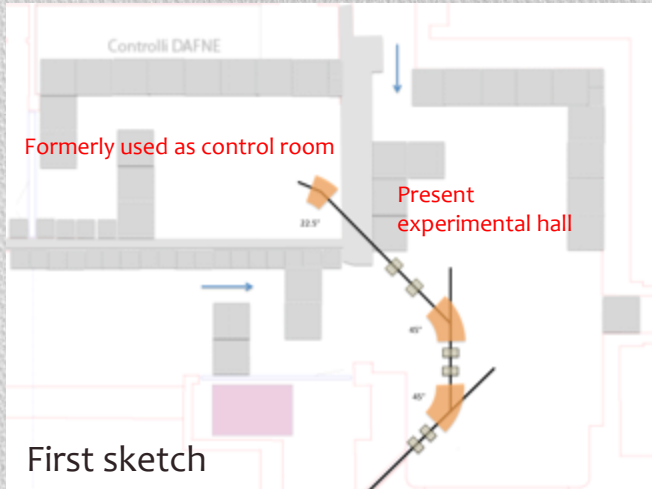 Controlli DAFNE
Formerly used as control room
Present
experimental hall
22.5°
45°
45°
First sketch